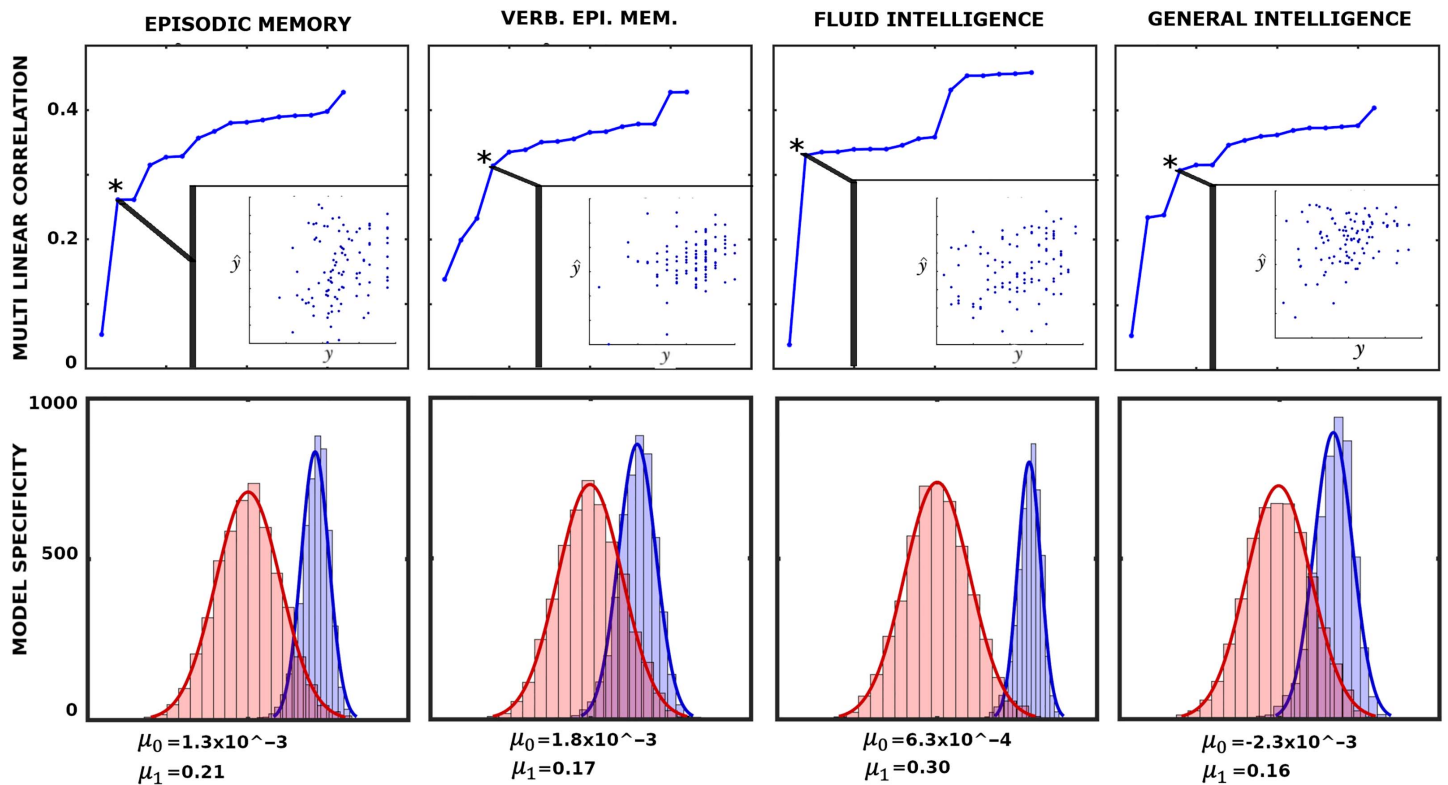 EPISODIC MEMORY
VERB. EPI. MEM.
FLUID INTELLIGENCE
GENERAL INTELLIGENCE
MULTI LINEAR CORRELATION
0.4
0.2
0
*
*
*
*
ŷ
y
ŷ
y
ŷ
y
ŷ
y
MODEL SPECIFICITY
1000
500
0
μ0 =1.3x10^−3
μ1=0.21
μ0 =1.8x10^−3
μ1=0.17
μ0 =6.3x10^−4
μ1=0.30
μ0 =-2.3x10^−3
μ1=0.16